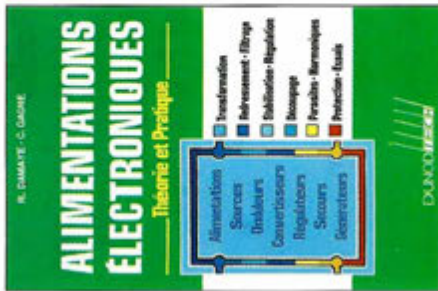 R. DAMAYE - C. GAGNE
ALIMENTATIONS
ÉLECTRONIQUES
Théorie et Pratique
Alimentation
Sources
Onduleurs
Convertisseurs
Régulateurs
Secours
Générateurs
Transformation
Redressement - Filtrage
Stabilisation - Régulation
Découpage
Parasites - Harmoniques
Protection - Essais
DUNOD TECH